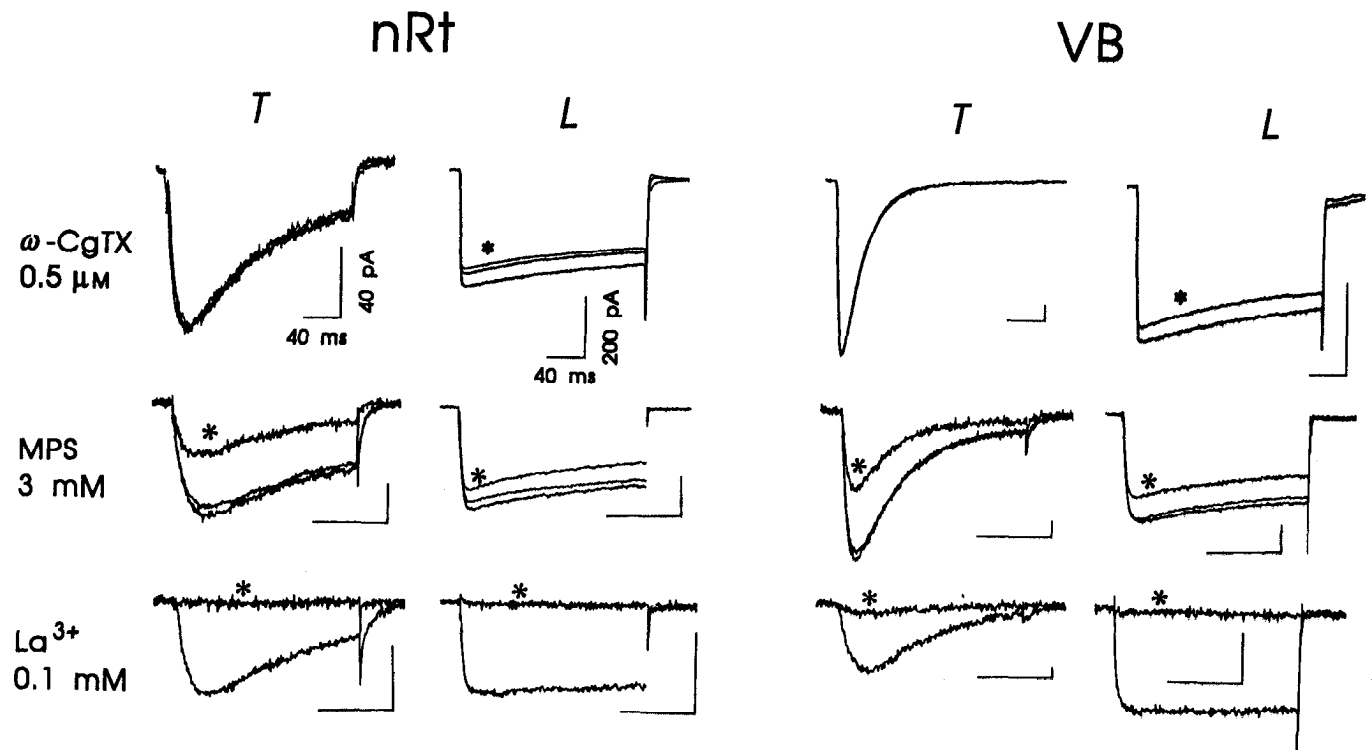 nRt VB
T L T L
ω-CgTX
0.5 μM
40 pA
40 ms
200 pA
40 ms
* *
MPS
3 mM
* * * *
La³⁺
0.1 mM
* * * *